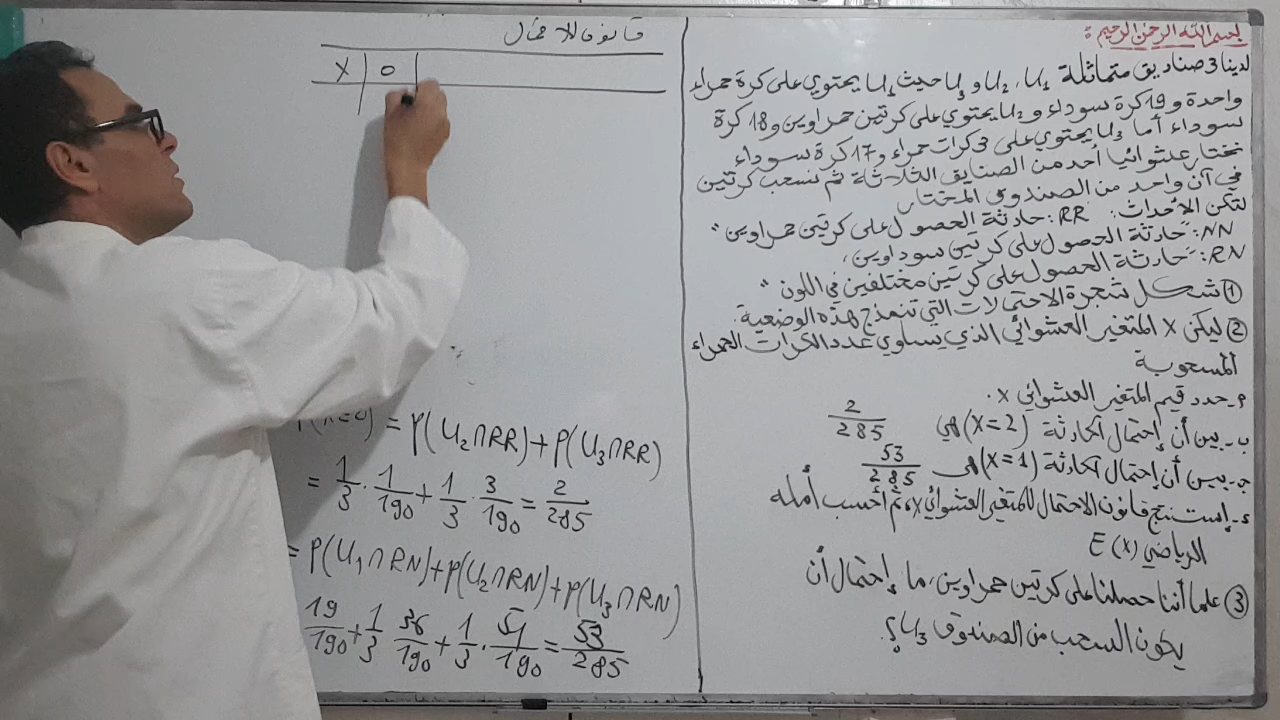 بسم الله الرحمن الرحيم:
لدينا 3 صناديق متماثلة U₁، U₂ و U₃ حيث U₁ يحتوي على كرة حمراء
واحدة و 19 كرة سوداء و U₂ يحتوي على كرتين حمراوين و 18 كرة
سوداء أما U₃ يحتوي على 3 كرات حمراء و 17 كرة سوداء
نختار عشوائيا أحد من الصناديق الثلاثة ثم نسحب كرتين
في آن واحد من الصندوق المختار
لتكن الأحداث: RR: حادثة الحصول على كرتين حمراوين"
NN: "حادثة الحصول على كرتين سوداوين،
RN: "حادثة الحصول على كرتين مختلفين في اللون"
① شكل شجرة الاحتمالات التي تنمذج هذه الوضعية.
② ليكن X المتغير العشوائي الذي يساوي عدد الكرات الحمراء
المسحوبة
أ- حدد قيم المتغير العشوائي X.
ب- بين أن إحتمال الحادثة (X=2) هي 2/285
ج- بين أن إحتمال الحادثة (X=1) هي 53/285
د- إستنتج قانون الاحتمال للمتغير العشوائي X، ثم أحسب أمله
الرياضي E(X)
③ علما أننا حصلنا على كرتين حمراوين، ما إحتمال أن
يكون السحب من الصندوق U₃؟
قانون الاحتمال
X | 0 |
= P(U₂∩RR)+P(U₃∩RR)
= 1/3 · 1/190 + 1/3 · 3/190 = 2/285
= P(U₁∩RN)+P(U₂∩RN)+P(U₃∩RN)
19/190 + 1/3 36/190 + 1/3 · 51/190 = 53/285